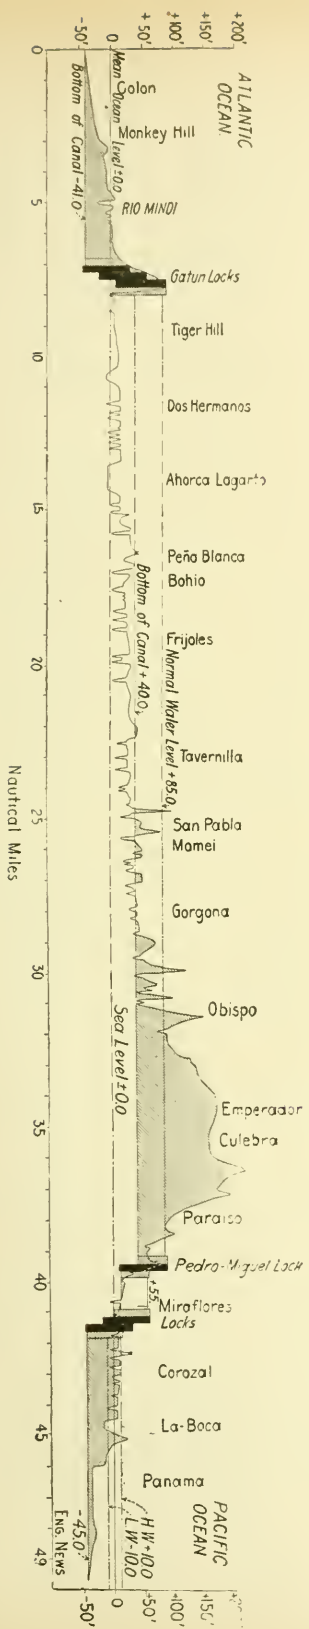 ATLANTIC
OCEAN.
+200'
+150'
+100'
+50'
0
-50'
Colon
Mean Ocean Level ±0.0
Monkey Hill
Bottom of Canal -41.0
RIO MINDI
Gatun Locks
Tiger Hill
Dos Hermanos
Ahorca Lagarto
Peña Blanca
Bohio
Bottom of Canal +40.0
Frijoles
Normal Water Level +85.0
Tavernilla
San Pabla
Mamei
Gorgona
Obispo
Sea Level ±0.0
Emperador
Culebra
Paraiso
Pedro-Miguel Lock
+55.
Miraflores
Locks
Corozal
La-Boca
Panama
PACIFIC
OCEAN
H W +10.0
L W -10.0
-45.0
ENG. NEWS
+150'
+100'
+50'
0
-50'
0
5
10
15
20
25
30
35
40
45
49
Nautical Miles